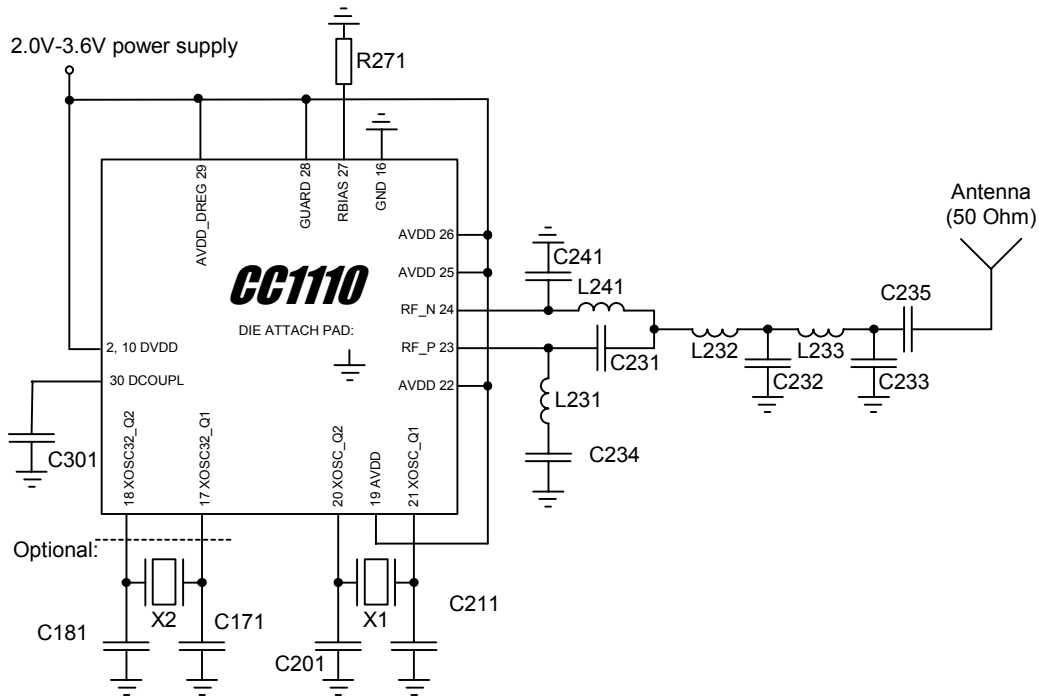 2.0V-3.6V power supply
R271
AVDD_DREG 29
GUARD 28
RBIAS 27
GND 16
Antenna
(50 Ohm)
AVDD 26
C241
AVDD 25
CC1110
L241
C235
RF_N 24
DIE ATTACH PAD:
2, 10 DVDD
RF_P 23
C231
L232
L233
30 DCOUPL
AVDD 22
C232
C233
L231
C301
18 XOSC32_Q2
17 XOSC32_Q1
20 XOSC_Q2
19 AVDD
21 XOSC_Q1
C234
Optional:
X2
X1
C211
C181
C171
C201